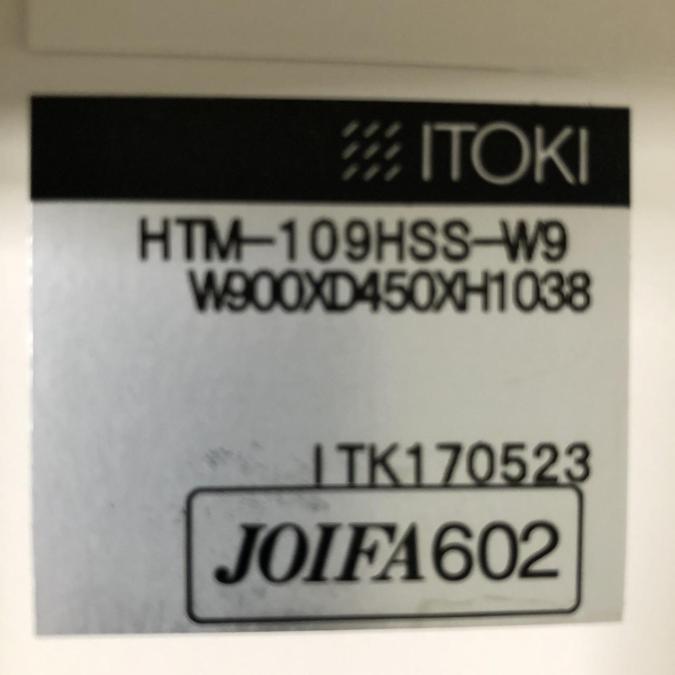 ITOKI
HTM-109HSS-W9
W900XD450XH1038
ITK170523
JOIFA602